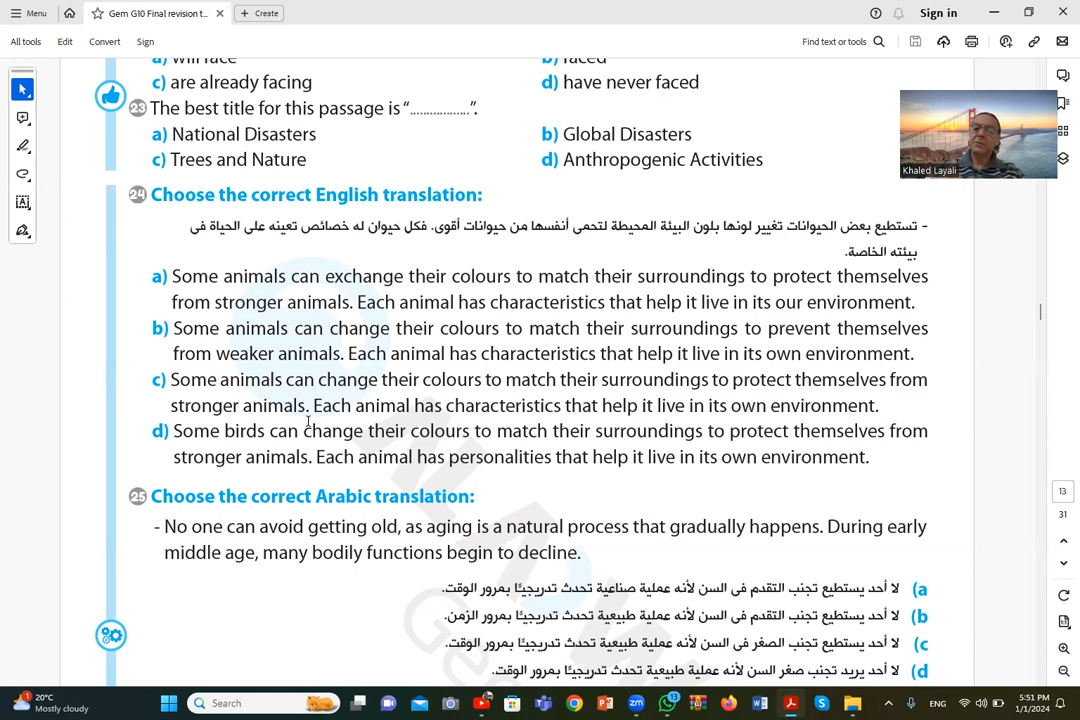 Menu
Gem G10 Final revision t...
Create
Sign in
All tools
Edit
Convert
Sign
Find text or tools
a) will face
b) faced
c) are already facing
d) have never faced
23 The best title for this passage is “..................”.
a) National Disasters
b) Global Disasters
c) Trees and Nature
d) Anthropogenic Activities
Khaled Layali
24 Choose the correct English translation:
- تستطيع بعض الحيوانات تغيير لونها بلون البيئة المحيطة لتحمى أنفسها من حيوانات أقوى. فكل حيوان له خصائص تعينه على الحياة فى
بيئته الخاصة.
a) Some animals can exchange their colours to match their surroundings to protect themselves
from stronger animals. Each animal has characteristics that help it live in its our environment.
b) Some animals can change their colours to match their surroundings to prevent themselves
from weaker animals. Each animal has characteristics that help it live in its own environment.
c) Some animals can change their colours to match their surroundings to protect themselves from
stronger animals. Each animal has characteristics that help it live in its own environment.
d) Some birds can change their colours to match their surroundings to protect themselves from
stronger animals. Each animal has personalities that help it live in its own environment.
25 Choose the correct Arabic translation:
- No one can avoid getting old, as aging is a natural process that gradually happens. During early
middle age, many bodily functions begin to decline.
a) لا أحد يستطيع تجنب التقدم فى السن لأنه عملية صناعية تحدث تدريجيًا بمرور الوقت.
b) لا أحد يستطيع تجنب التقدم فى السن لأنه عملية طبيعية تحدث تدريجيًا بمرور الزمن.
c) لا أحد يستطيع تجنب الصغر فى السن لأنه عملية طبيعية تحدث تدريجيًا بمرور الوقت.
d) لا أحد يريد تجنب صغر السن لأنه عملية طبيعية تحدث تدريجيًا بمرور الوقت.
13
31
1
20°C
Mostly cloudy
Search
13
ENG
5:51 PM
1/1/2024